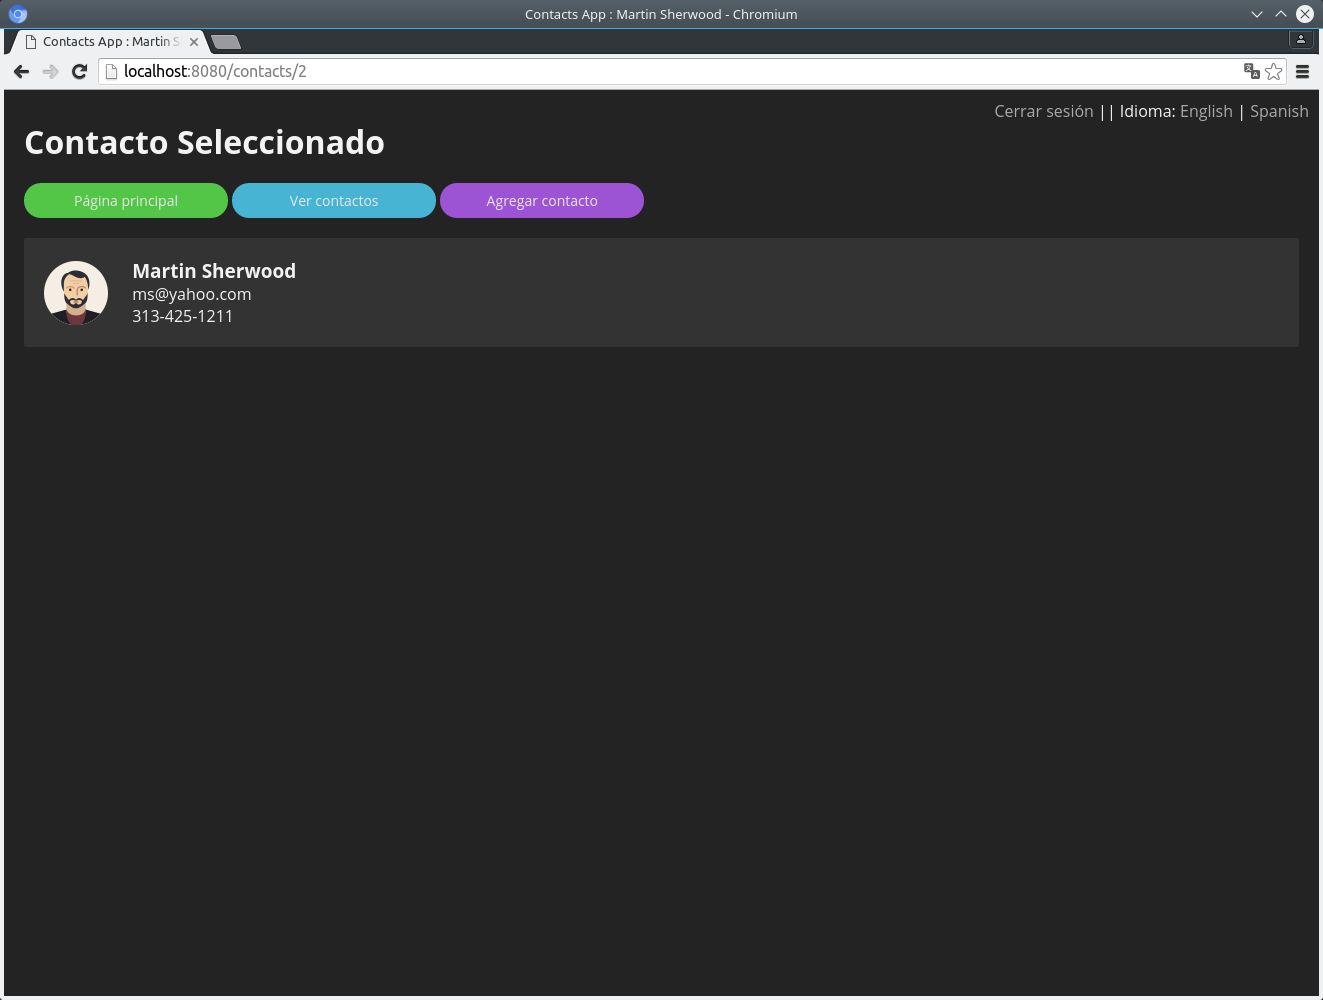 Contacts App : Martin Sherwood - Chromium
Contacts App : Martin S
localhost:8080/contacts/2
Cerrar sesión || Idioma: English | Spanish
Contacto Seleccionado
Página principal Ver contactos Agregar contacto
Martin Sherwood
ms@yahoo.com
313-425-1211